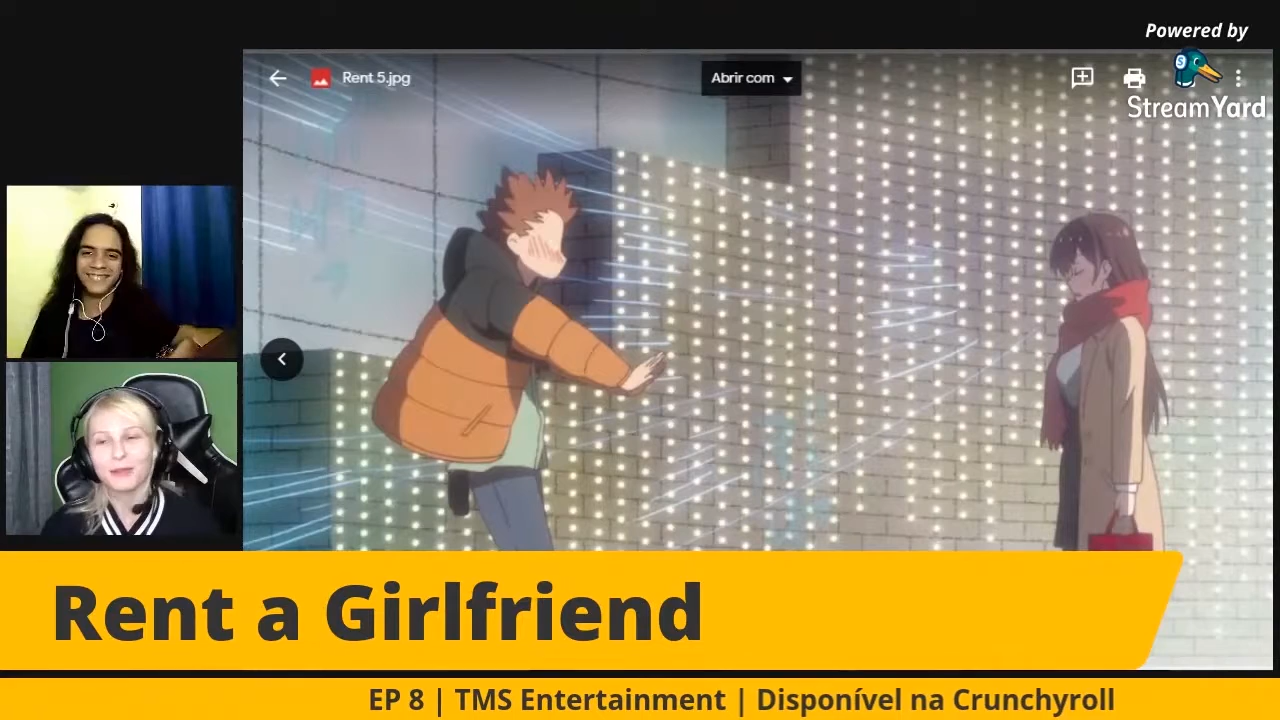 Powered by
StreamYard
Rent 5.jpg
Abrir com
Rent a Girlfriend
EP 8 | TMS Entertainment | Disponível na Crunchyroll